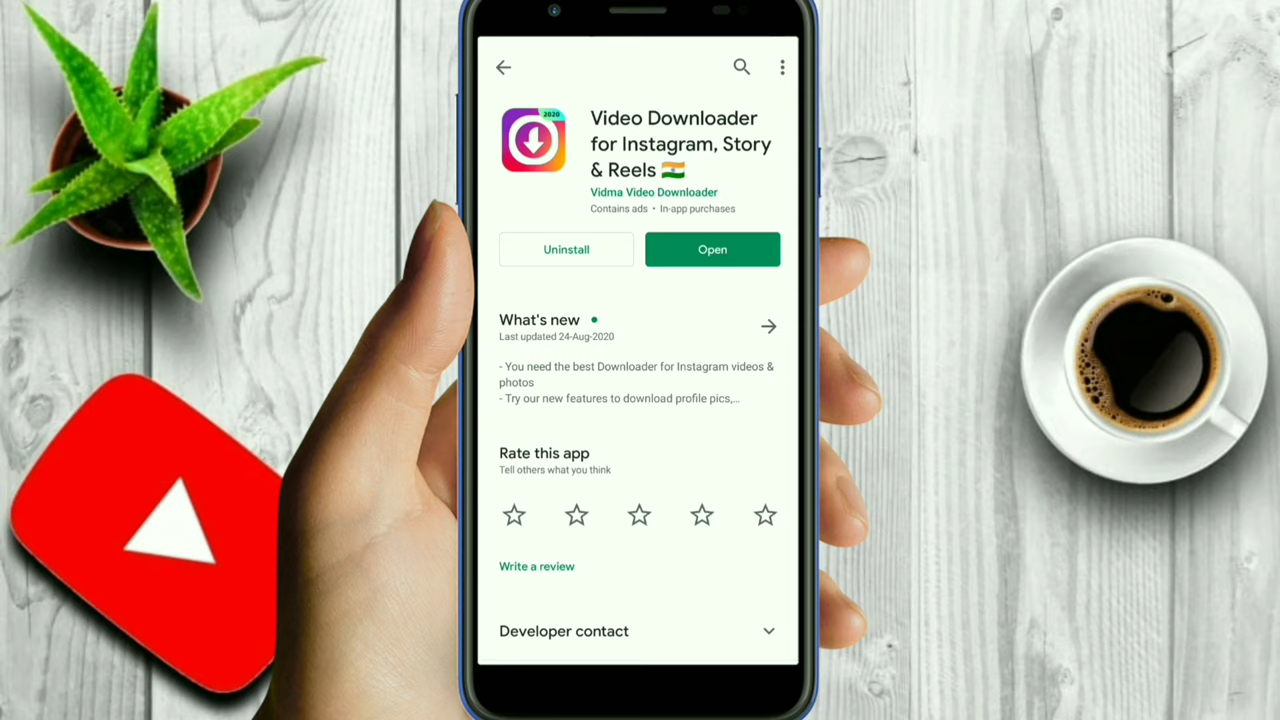 2020
Video Downloader
for Instagram, Story
& Reels 🇮🇳
Vidma Video Downloader
Contains ads • In-app purchases
Uninstall
Open
What's new
Last updated 24-Aug-2020
- You need the best Downloader for Instagram videos &
photos
- Try our new features to download profile pics,...
Rate this app
Tell others what you think
Write a review
Developer contact